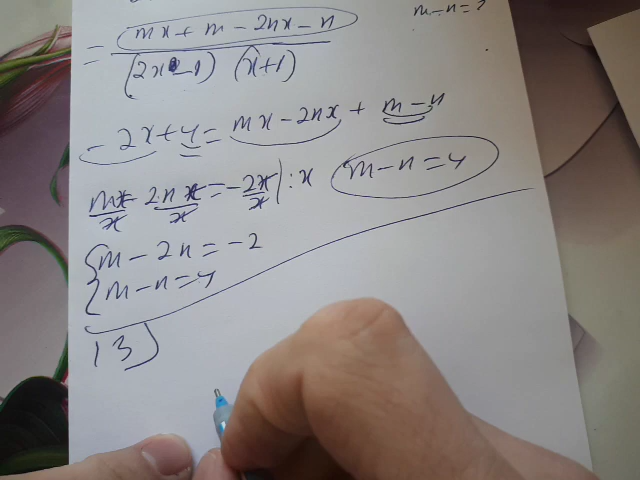 m - n = ?
= mx + m - 2nx - n
(2x - 1) (x + 1)
- 2x + 4 = mx - 2nx + m - n
mx/x - 2nx/x = - 2x/x | : x m - n = 4
{ m - 2n = -2
m - n = 4
13)